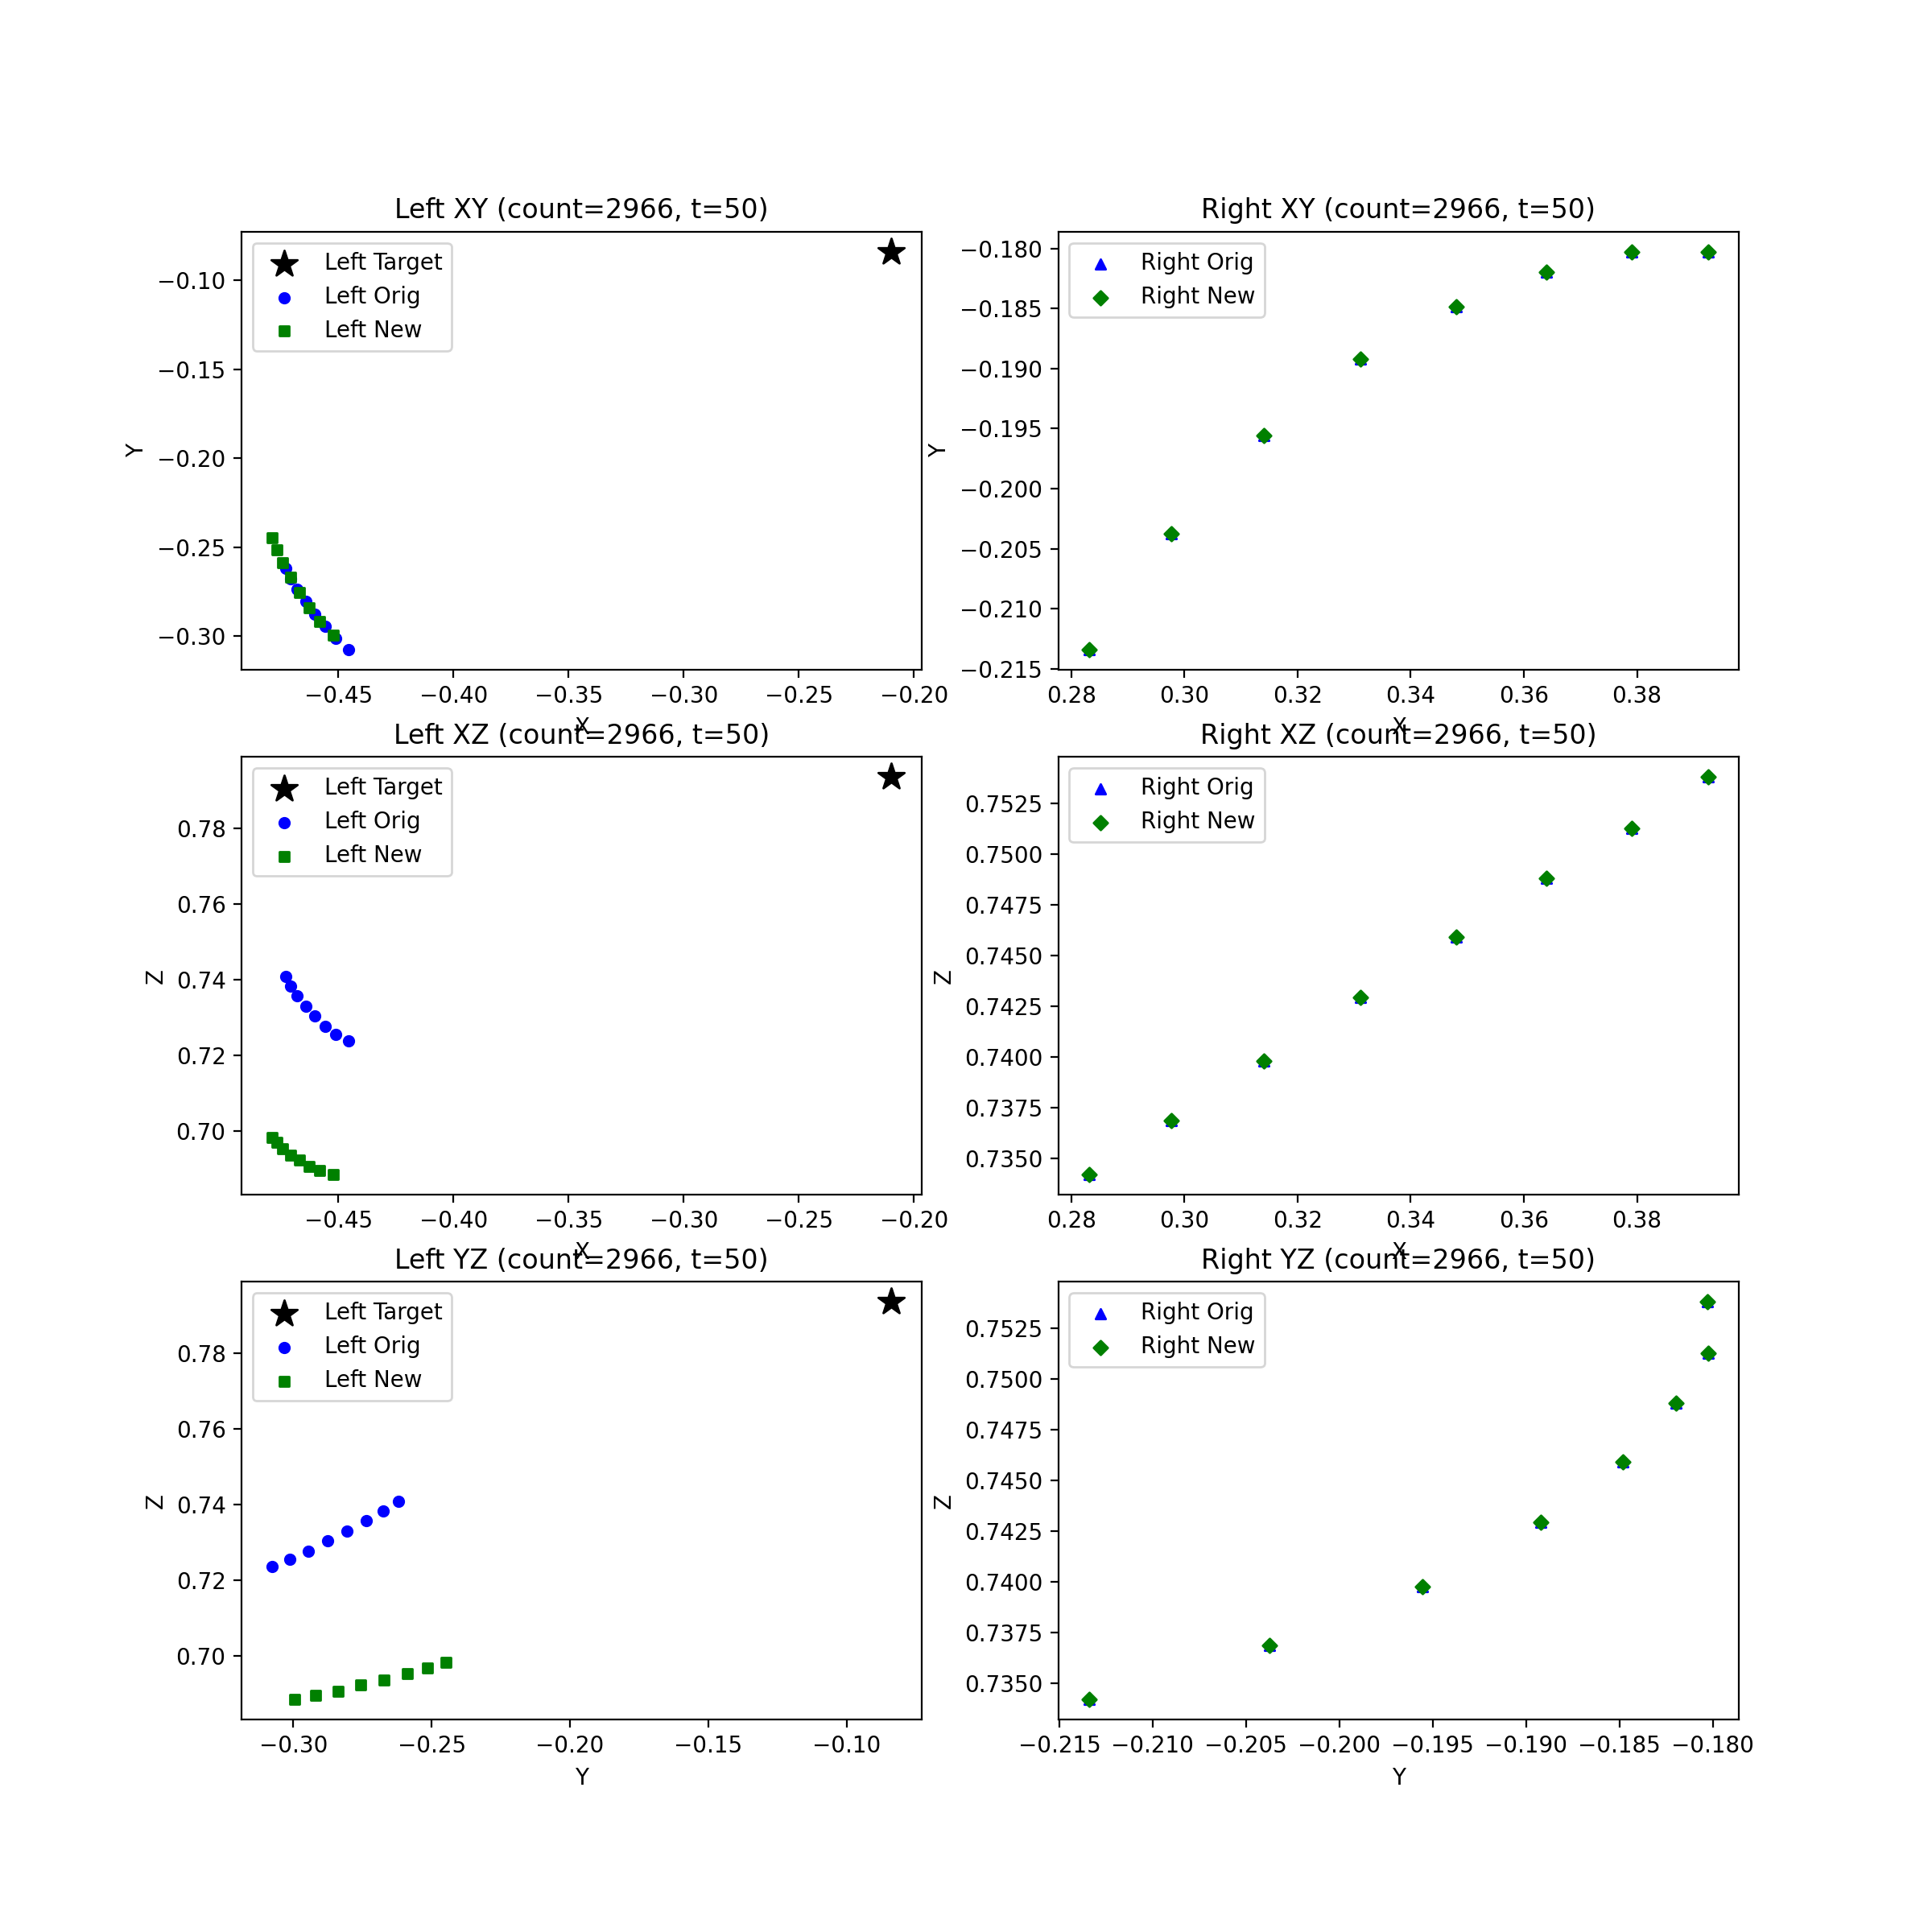 Left XY (count=2966, t=50)
Left Target
Left Orig
Left New
−0.10
−0.15
−0.20
−0.25
−0.30
Y
−0.45 −0.40 −0.35 −0.30 −0.25 −0.20
X
Right XY (count=2966, t=50)
Right Orig
Right New
−0.180
−0.185
−0.190
−0.195
−0.200
−0.205
−0.210
−0.215
Y
0.28 0.30 0.32 0.34 0.36 0.38
X
Left XZ (count=2966, t=50)
Left Target
Left Orig
Left New
0.78
0.76
0.74
0.72
0.70
Z
−0.45 −0.40 −0.35 −0.30 −0.25 −0.20
X
Right XZ (count=2966, t=50)
Right Orig
Right New
0.7525
0.7500
0.7475
0.7450
0.7425
0.7400
0.7375
0.7350
Z
0.28 0.30 0.32 0.34 0.36 0.38
X
Left YZ (count=2966, t=50)
Left Target
Left Orig
Left New
0.78
0.76
0.74
0.72
0.70
Z
−0.30 −0.25 −0.20 −0.15 −0.10
Y
Right YZ (count=2966, t=50)
Right Orig
Right New
0.7525
0.7500
0.7475
0.7450
0.7425
0.7400
0.7375
0.7350
Z
−0.215 −0.210 −0.205 −0.200 −0.195 −0.190 −0.185 −0.180
Y